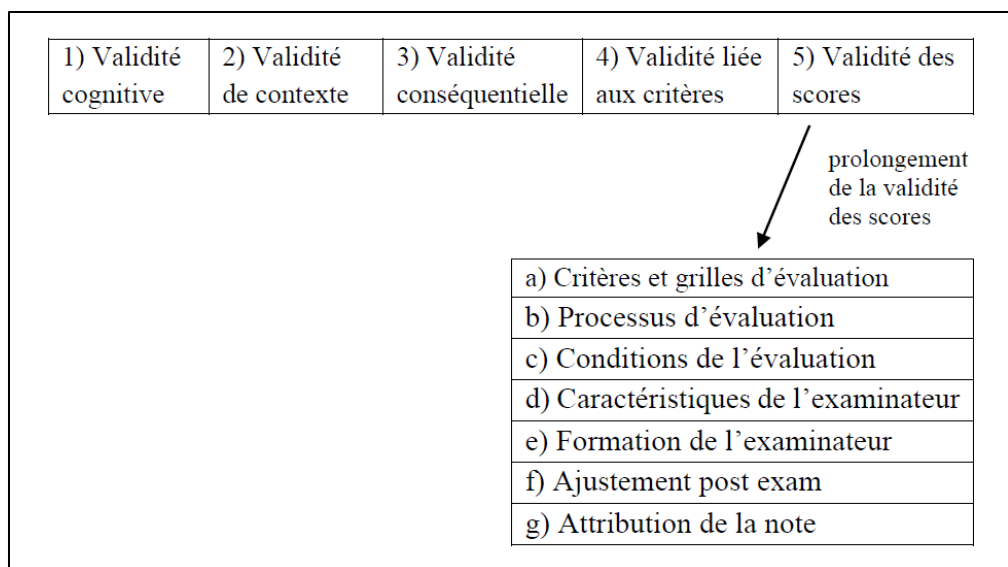 1) Validité cognitive
2) Validité de contexte
3) Validité conséquentielle
4) Validité liée aux critères
5) Validité des scores
prolongement
de la validité
des scores
a) Critères et grilles d’évaluation
b) Processus d’évaluation
c) Conditions de l’évaluation
d) Caractéristiques de l’examinateur
e) Formation de l’examinateur
f) Ajustement post exam
g) Attribution de la note